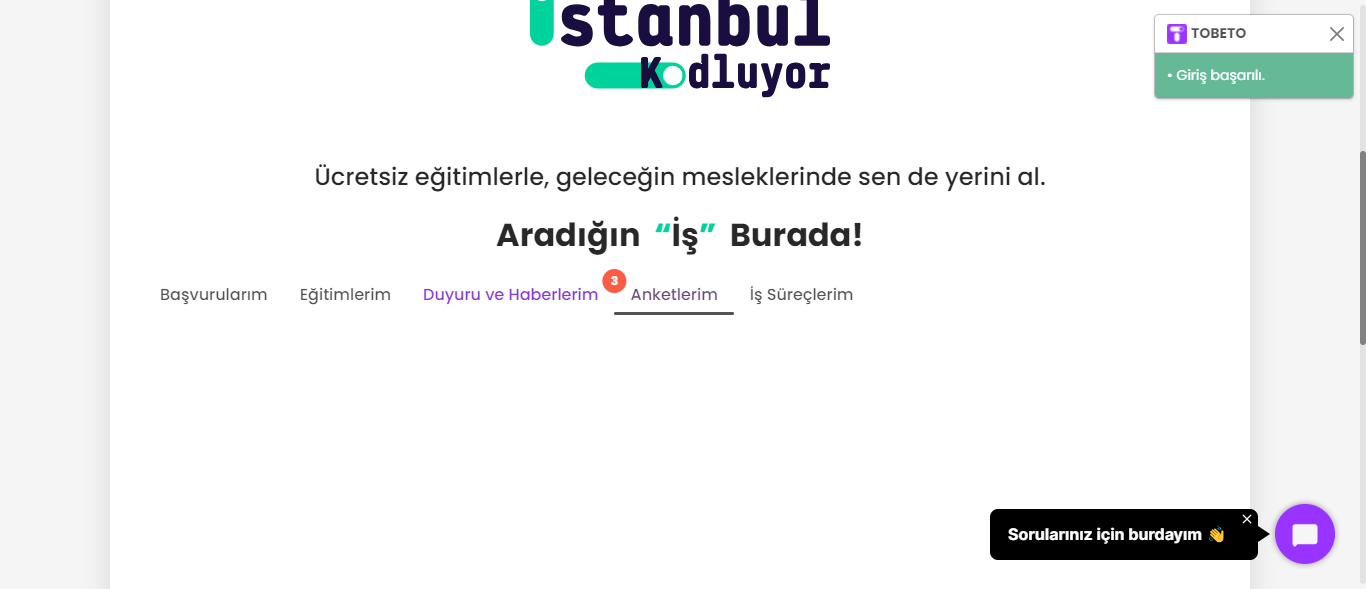 istanbul
Kodluyor
TOBETO
• Giriş başarılı.
Ücretsiz eğitimlerle, geleceğin mesleklerinde sen de yerini al.
Aradığın “İş” Burada!
Başvurularım Eğitimlerim Duyuru ve Haberlerim 3 Anketlerim İş Süreçlerim
Sorularınız için burdayım 👋